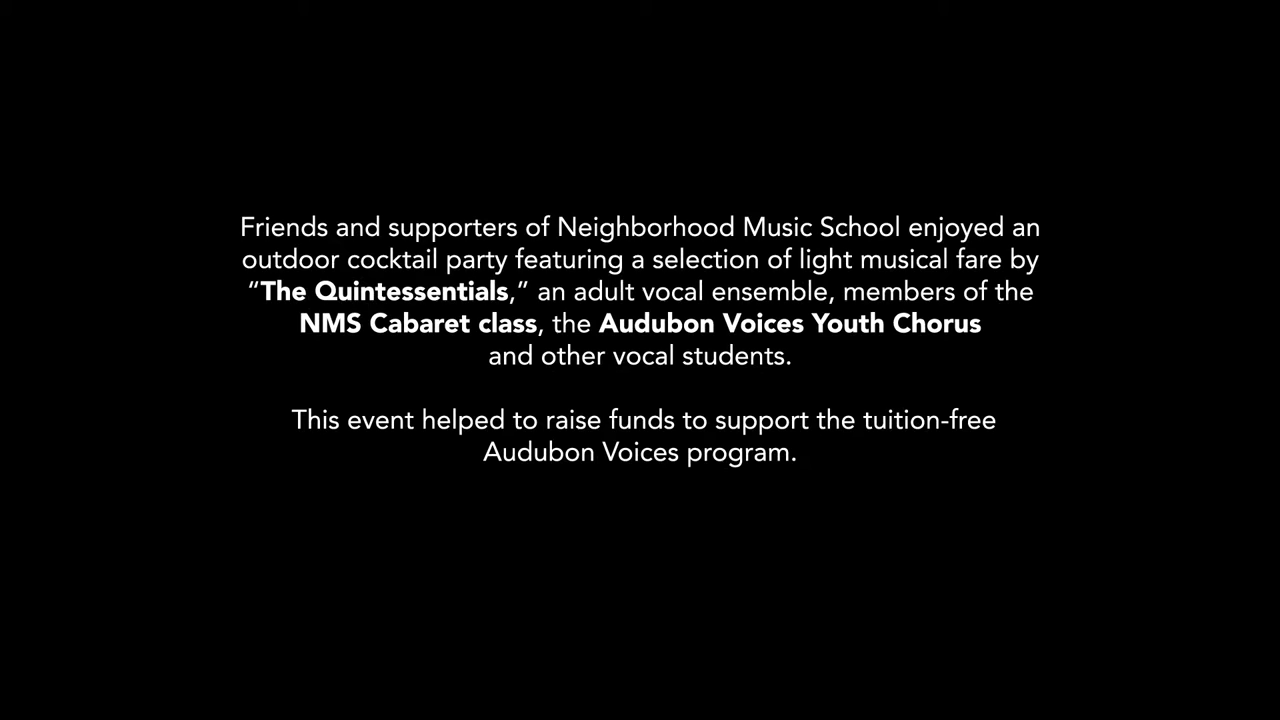 Friends and supporters of Neighborhood Music School enjoyed an
outdoor cocktail party featuring a selection of light musical fare by
“The Quintessentials,” an adult vocal ensemble, members of the
NMS Cabaret class, the Audubon Voices Youth Chorus
and other vocal students.
This event helped to raise funds to support the tuition-free
Audubon Voices program.